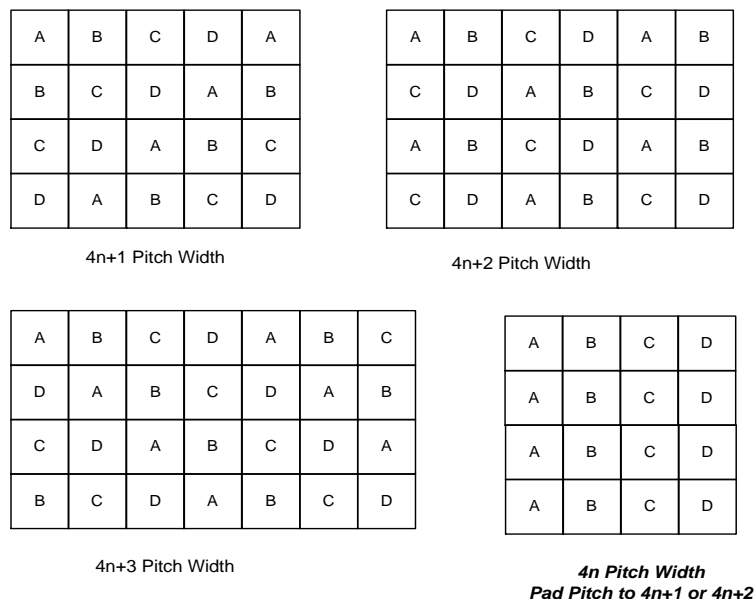 A B C D A
B C D A B
C D A B C
D A B C D
4n+1 Pitch Width
A B C D A B
C D A B C D
A B C D A B
C D A B C D
4n+2 Pitch Width
A B C D A B C
D A B C D A B
C D A B C D A
B C D A B C D
4n+3 Pitch Width
A B C D
A B C D
A B C D
A B C D
4n Pitch Width
Pad Pitch to 4n+1 or 4n+2